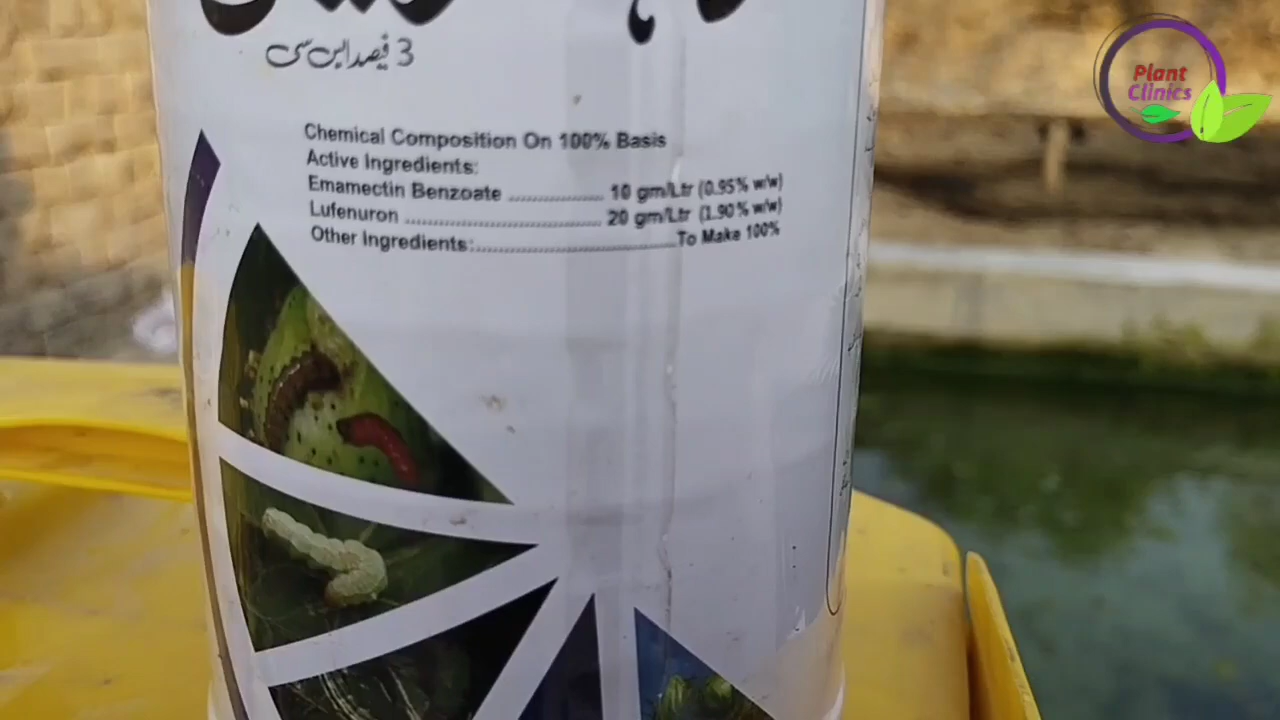 3 فیصد این سی
Chemical Composition On 100% Basis
Active Ingredients:
Emamectin Benzoate .................. 10 gm/Ltr (0.95% w/w)
Lufenuron ..................................... 20 gm/Ltr (1.90% w/w)
Other Ingredients:......................................To Make 100%
Plant
Clinics